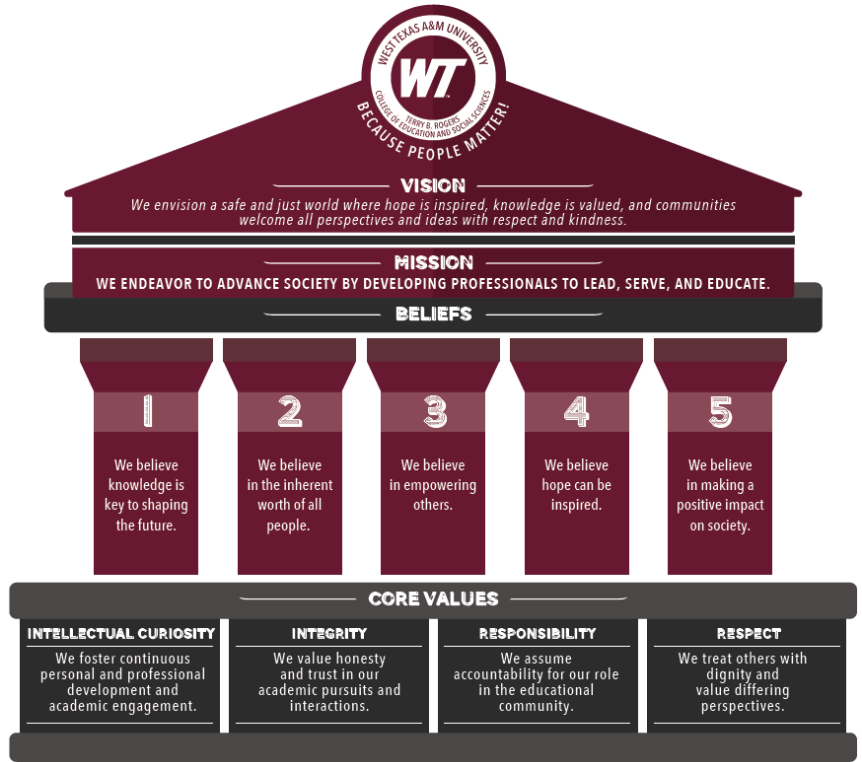 WEST TEXAS A&M UNIVERSITY
WT
TERRY B. ROGERS
COLLEGE OF EDUCATION AND SOCIAL SCIENCES
BECAUSE PEOPLE MATTER!
VISION
We envision a safe and just world where hope is inspired, knowledge is valued, and communities
welcome all perspectives and ideas with respect and kindness.
MISSION
WE ENDEAVOR TO ADVANCE SOCIETY BY DEVELOPING PROFESSIONALS TO LEAD, SERVE, AND EDUCATE.
BELIEFS
1
We believe
knowledge is
key to shaping
the future.
2
We believe
in the inherent
worth of all
people.
3
We believe
in empowering
others.
4
We believe
hope can be
inspired.
5
We believe
in making a
positive impact
on society.
CORE VALUES
INTELLECTUAL CURIOSITY
We foster continuous
personal and professional
development and
academic engagement.
INTEGRITY
We value honesty
and trust in our
academic pursuits and
interactions.
RESPONSIBILITY
We assume
accountability for our role
in the educational
community.
RESPECT
We treat others with
dignity and
value differing
perspectives.